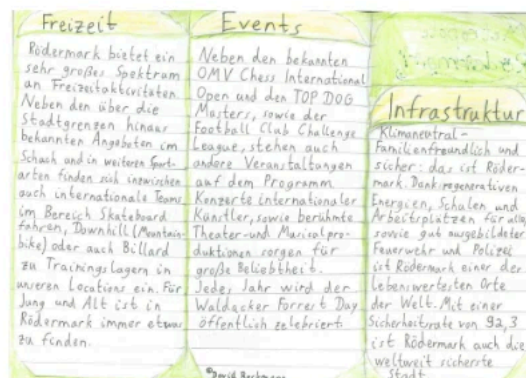 Freizeit
Rödermark bietet ein
sehr großes Spektrum
an Freizeitaktivitäten
Neben den über die
Stadtgrenzen hinaus
bekannten Angeboten im
Schach und in weiteren Sport-
arten finden sich inzwischen
auch internationale Teams
im Bereich Skateboard
fahren, Downhill (Mountain-
bike) oder auch Billard
zu Trainingslagern in
unseren Locations ein. Für
Jung und Alt ist in
Rödermark immer etwas
zu finden.
Events
Neben den bekannten
OMV Chess International
Open und den TOP DOG
Masters, sowie der
Football Club Challenge
League, stehen auch
andere Veranstaltungen
auf dem Programm
Konzerte internationaler
Künstler, sowie berühmte
Theater- und Musicalpro-
duktionen sorgen für
große Beliebtheit.
Jedes Jahr wird der
Waldacker Forrest Day
öffentlich zelebriert
Infrastruktur
Klimaneutral-
Familienfreundlich und
sicher: das ist Röder-
mark. Dank regenerativen
Energien, Schulen und
Arbeitsplätzen für alle
sowie gut ausgebildeter
Feuerwehr und Polizei
ist Rödermark einer der
lebenswertesten Orte
der Welt. Mit einer
Sicherheitsrate von 92,3
ist Rödermark auch die
weltweit sicherste
Stadt